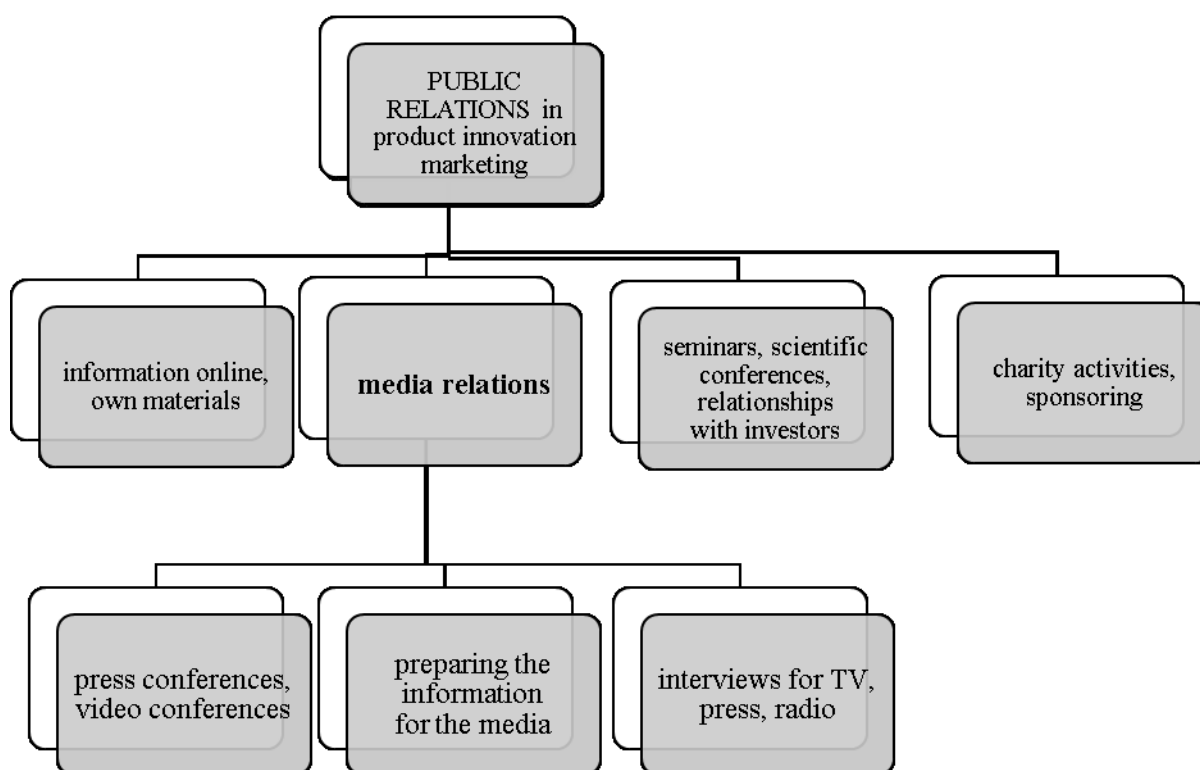 PUBLIC
RELATIONS in
product innovation
marketing
information online,
own materials
media relations
seminars, scientific
conferences,
relationships
with investors
charity activities,
sponsoring
press conferences,
video conferences
preparing the
information
for the media
interviews for TV,
press, radio